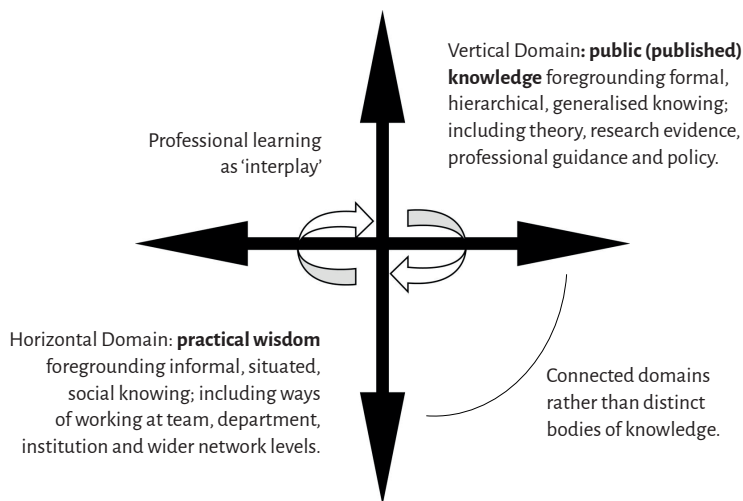 Vertical Domain: public (published)
knowledge foregrounding formal,
hierarchical, generalised knowing;
including theory, research evidence,
professional guidance and policy.
Professional learning
as ‘interplay’
Horizontal Domain: practical wisdom
foregrounding informal, situated,
social knowing; including ways
of working at team, department,
institution and wider network levels.
Connected domains
rather than distinct
bodies of knowledge.